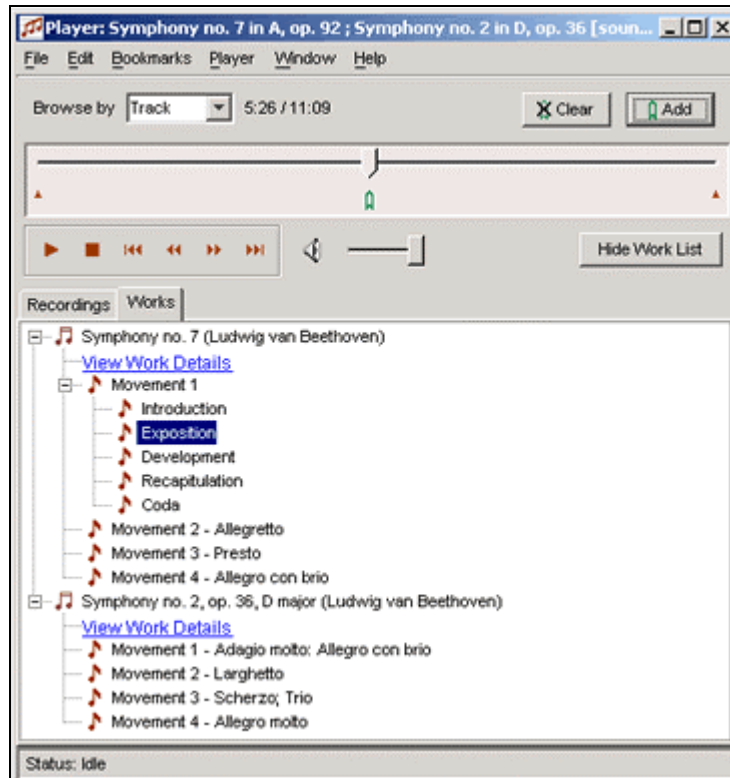 Player: Symphony no. 7 in A, op. 92 ; Symphony no. 2 in D, op. 36 [soun...
File Edit Bookmarks Player Window Help
Browse by Track 5:26 / 11:09 Clear Add
Hide Work List
Recordings Works
Symphony no. 7 (Ludwig van Beethoven)
View Work Details
Movement 1
Introduction
Exposition
Development
Recapitulation
Coda
Movement 2 - Allegretto
Movement 3 - Presto
Movement 4 - Allegro con brio
Symphony no. 2, op. 36, D major (Ludwig van Beethoven)
View Work Details
Movement 1 - Adagio molto: Allegro con brio
Movement 2 - Larghetto
Movement 3 - Scherzo; Trio
Movement 4 - Allegro molto
Status: Idle